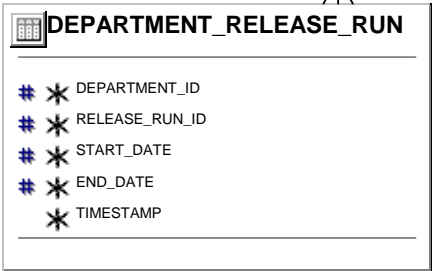 DEPARTMENT_RELEASE_RUN
# * DEPARTMENT_ID
# * RELEASE_RUN_ID
# * START_DATE
# * END_DATE
* TIMESTAMP